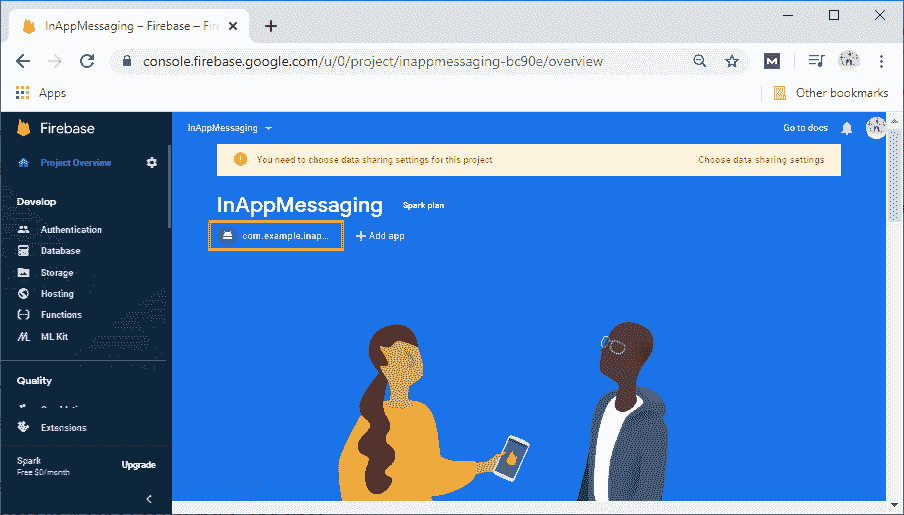 InAppMessaging – Firebase – Fir
console.firebase.google.com/u/0/project/inappmessaging-bc90e/overview
M
Apps
Other bookmarks
Firebase
InAppMessaging
Go to docs
Project Overview
You need to choose data sharing settings for this project
Choose data sharing settings
InAppMessaging
Spark plan
com.example.inap...
+ Add app
Develop
Authentication
Database
Storage
Hosting
Functions
ML Kit
Quality
Extensions
Spark
Free $0/month
Upgrade